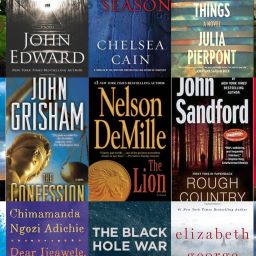 JOHN
EDWARD
SEASON
CHELSEA
CAIN
THINGS
A NOVEL
JULIA
PIERPONT
JOHN
GRISHAM
THE CONFESSION
Nelson
DeMille
The
Lion
John
Sandford
ROUGH
COUNTRY
Chimamanda
Ngozi Adichie
Dear Ijeawele,
THE BLACK
HOLE WAR
elizabeth
george